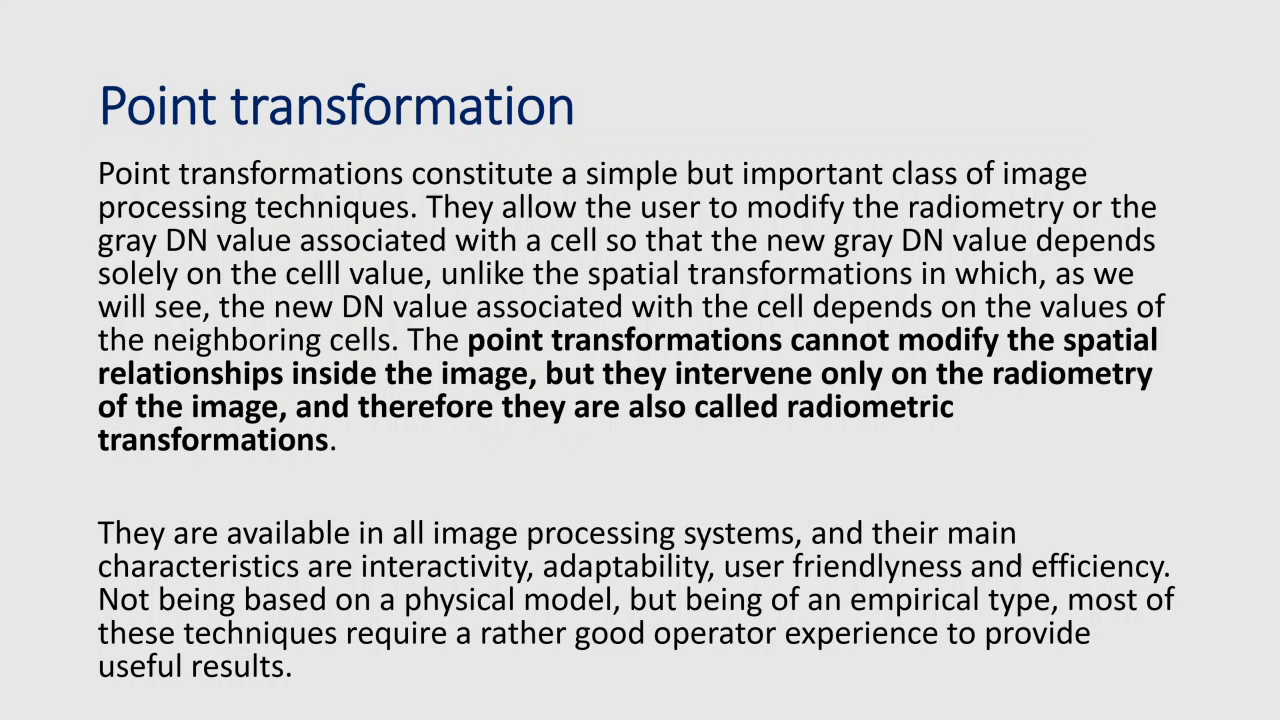 Point transformation
Point transformations constitute a simple but important class of image
processing techniques. They allow the user to modify the radiometry or the
gray DN value associated with a cell so that the new gray DN value depends
solely on the celll value, unlike the spatial transformations in which, as we
will see, the new DN value associated with the cell depends on the values of
the neighboring cells. The point transformations cannot modify the spatial
relationships inside the image, but they intervene only on the radiometry
of the image, and therefore they are also called radiometric
transformations.
They are available in all image processing systems, and their main
characteristics are interactivity, adaptability, user friendlyness and efficiency.
Not being based on a physical model, but being of an empirical type, most of
these techniques require a rather good operator experience to provide
useful results.